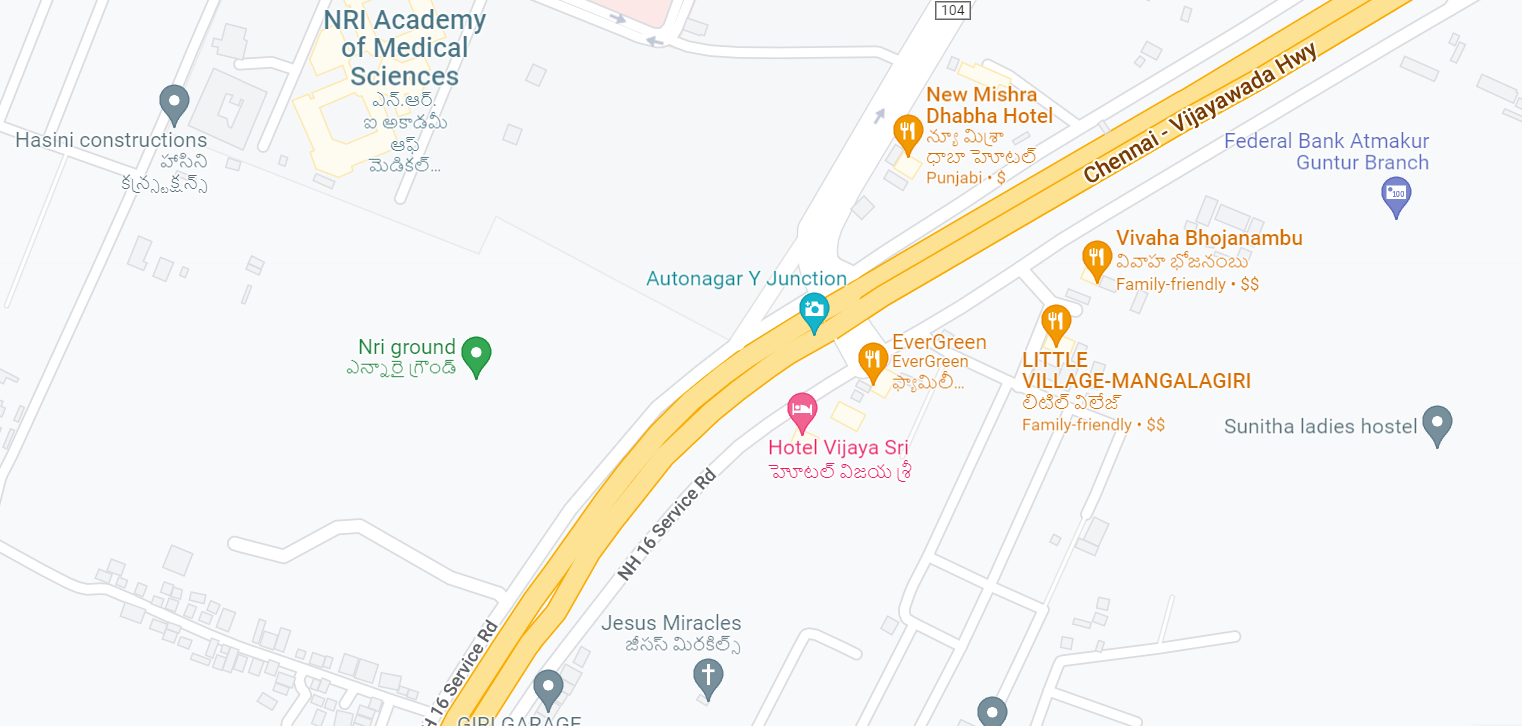 104
NRI Academy
of Medical
Sciences
ఎన్.ఆర్.
ఐ అకాడమీ
ఆఫ్
మెడికల్...
Hasini constructions
హాసిని
కన్స్ట్రక్షన్స్
New Mishra
Dhabha Hotel
న్యూ మిశ్రా
ధాబా హెూటల్
Punjabi • $
Chennai - Vijayawada Hwy
Federal Bank Atmakur
Guntur Branch
100
Vivaha Bhojanambu
వివాహ భోజనంబు
Family-friendly • $$
Autonagar Y Junction
Nri ground
ఎన్నారై గ్రౌండ్
EverGreen
EverGreen
ఫ్యామిలీ...
LITTLE
VILLAGE-MANGALAGIRI
లిటిల్ విలేజ్
Family-friendly • $$
Hotel Vijaya Sri
హెూటల్ విజయ శ్రీ
Sunitha ladies hostel
NH 16 Service Rd
Jesus Miracles
జీసస్ మిరకిల్స్
H 16 Service Rd
GIRI GARAGE